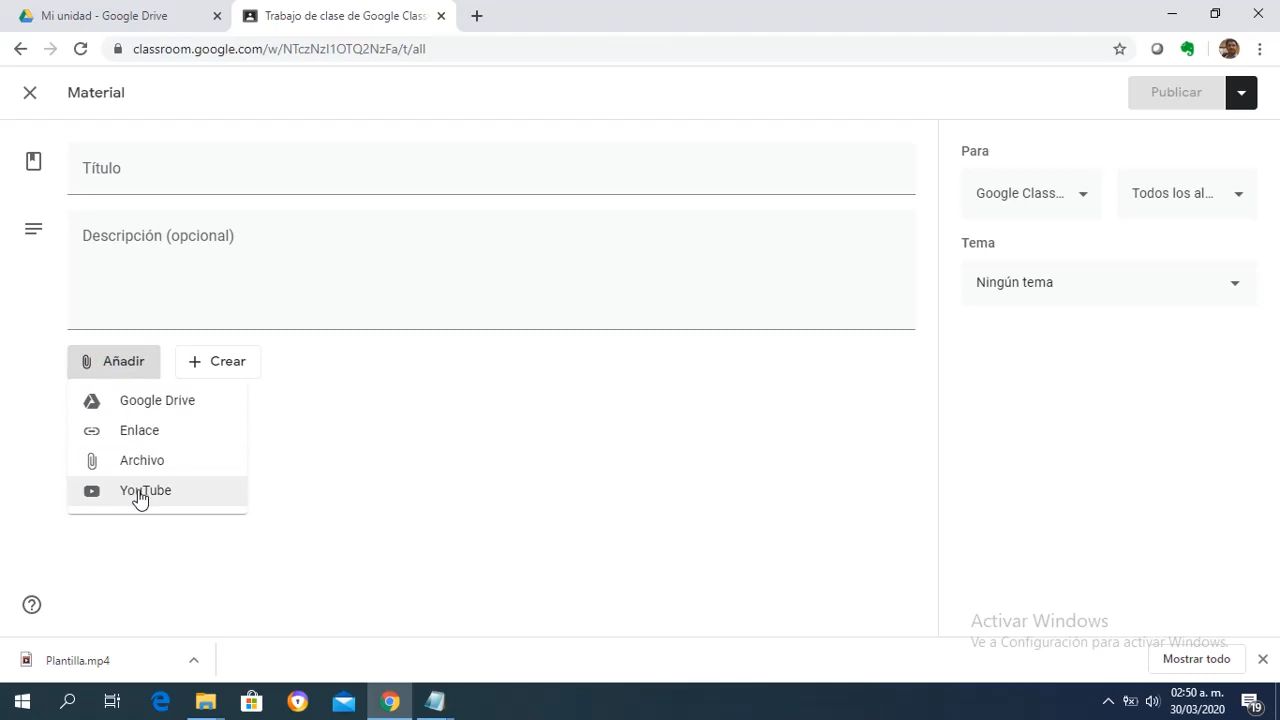 Mi unidad - Google Drive
Trabajo de clase de Google Class
classroom.google.com/w/NTczNzI1OTQ2NzFa/t/all
Material
Publicar
Título
Descripción (opcional)
Para
Google Class...
Todos los al...
Tema
Ningún tema
Añadir
Crear
Google Drive
Enlace
Archivo
YouTube
Activar Windows
Ve a Configuración para activar Windows.
Plantilla.mp4
Mostrar todo
02:50 a. m.
30/03/2020
19